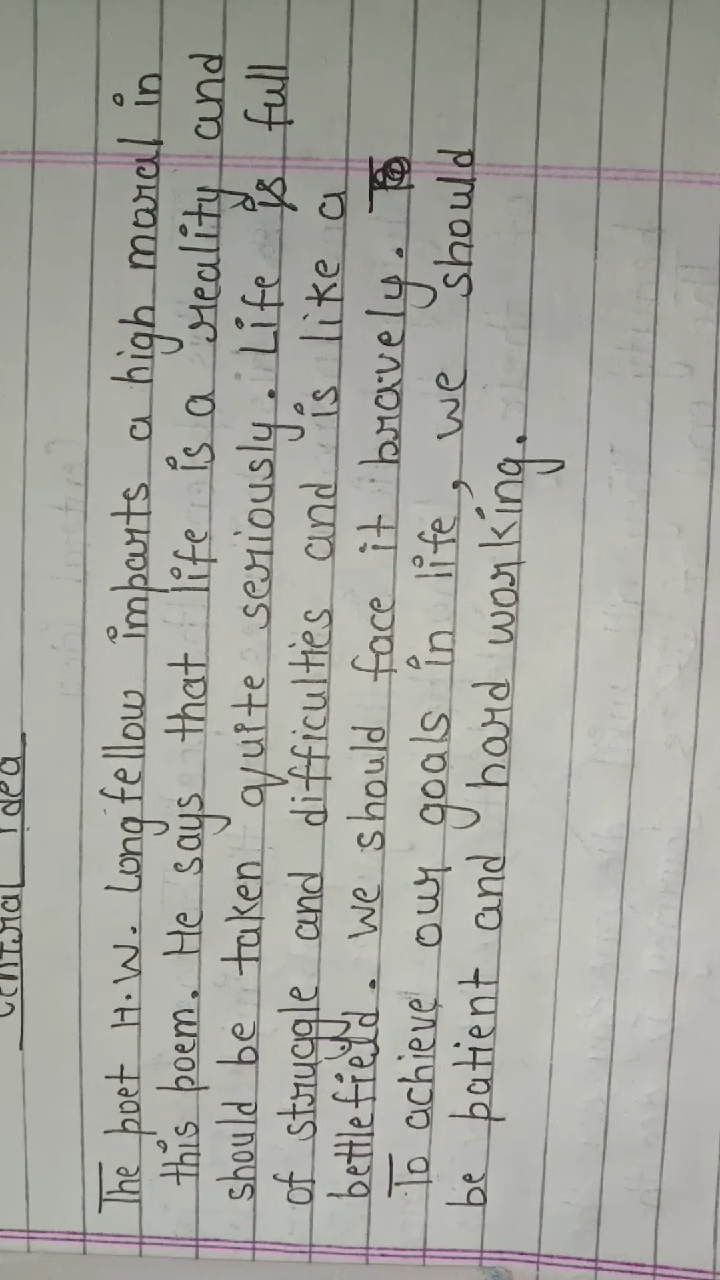 Central idea
The poet H.W. Longfellow imparts a high moral in
this poem. He says that life is a reality and
should be taken quite seriously. Life is full
of struggle and difficulties and is like a
bettlefield. we should face it bravely.
To achieve our goals in life, we should
be patient and hard working.